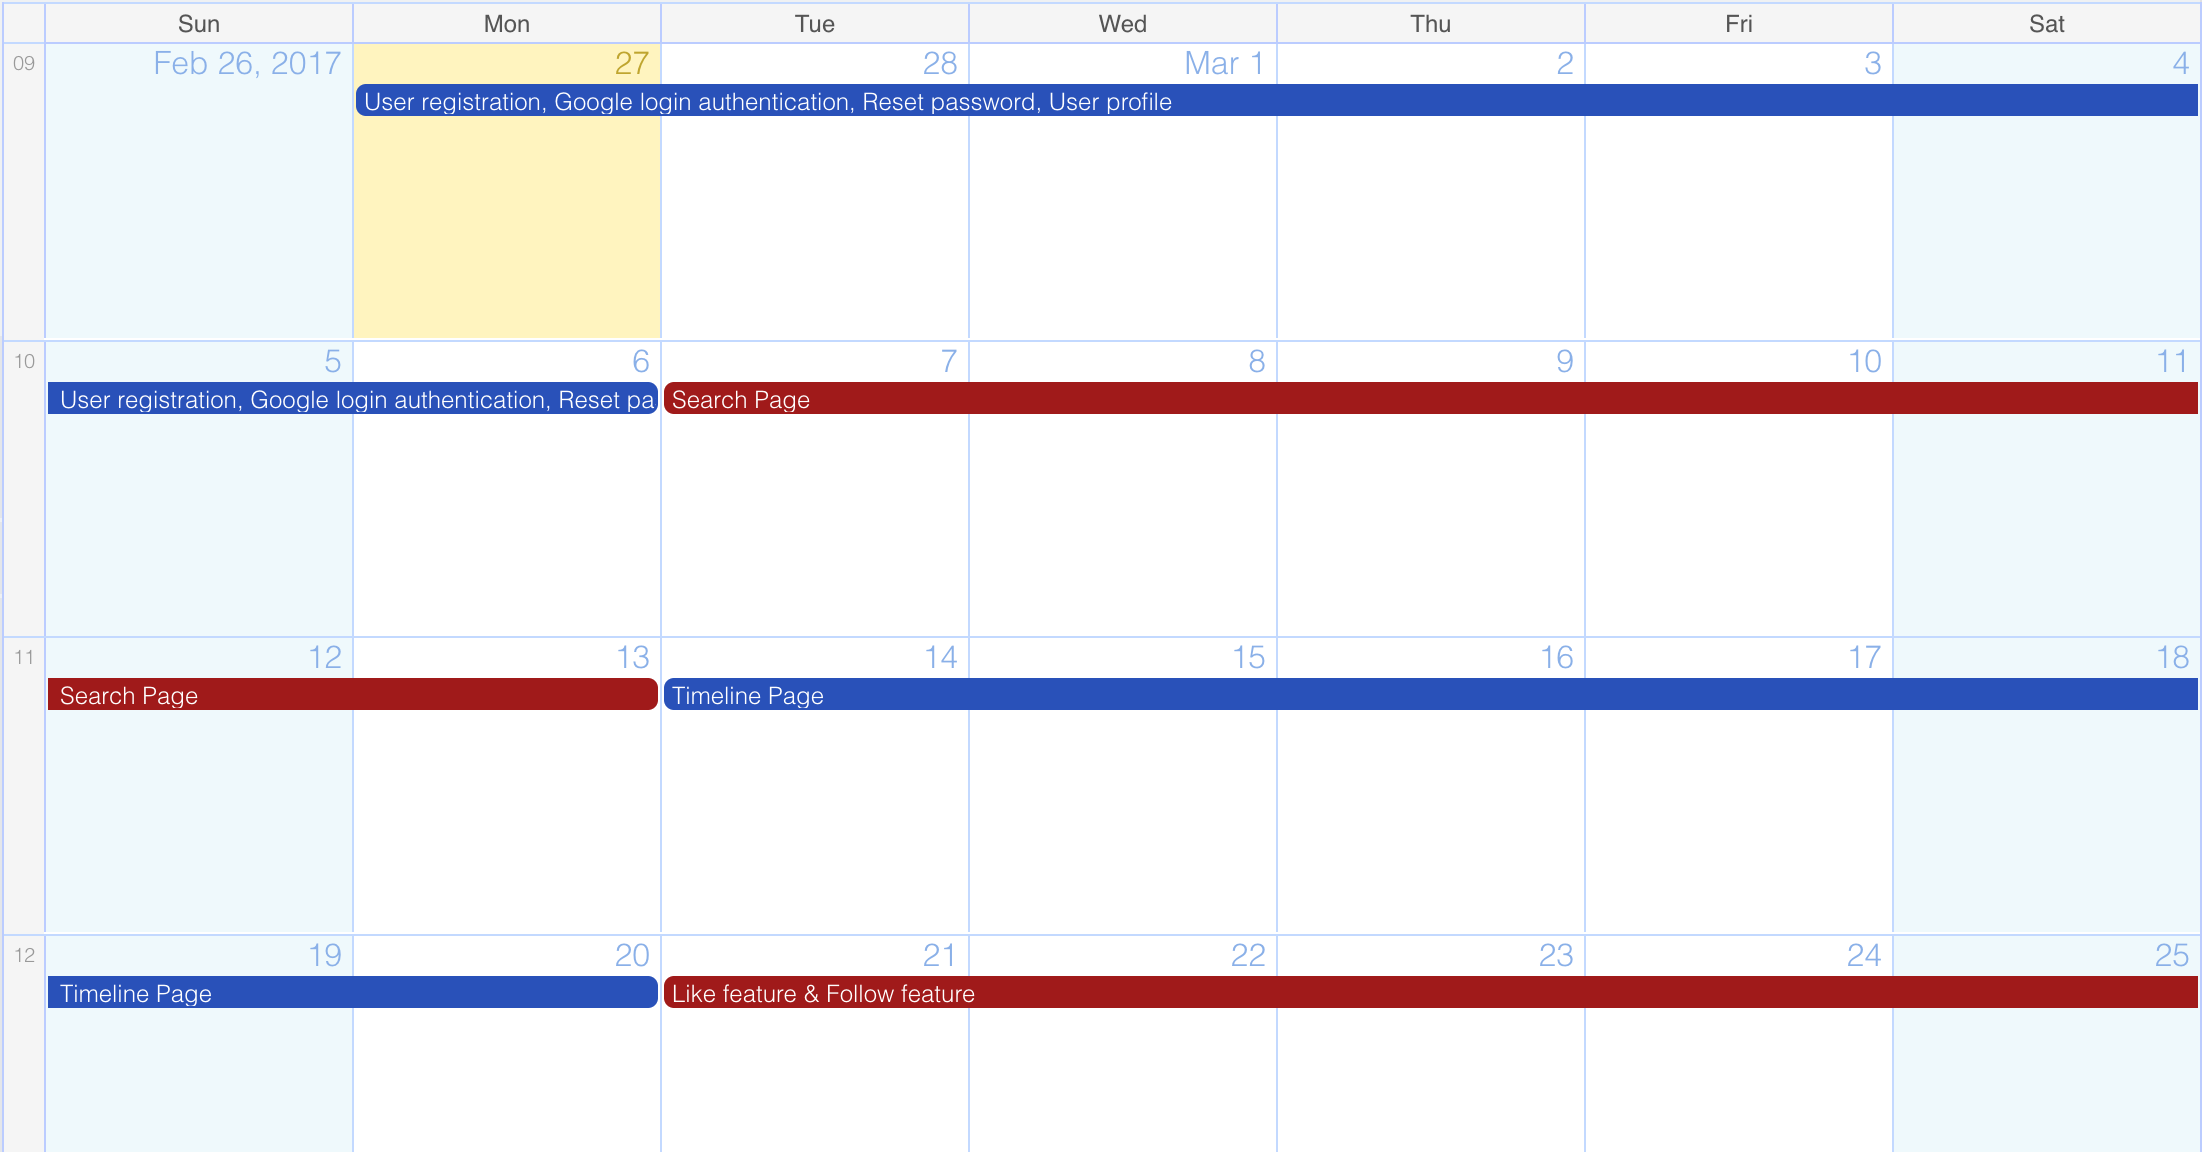 Sun Mon Tue Wed Thu Fri Sat
09 Feb 26, 2017 27 28 Mar 1 2 3 4
User registration, Google login authentication, Reset password, User profile
10 5 6 7 8 9 10 11
User registration, Google login authentication, Reset pa Search Page
11 12 13 14 15 16 17 18
Search Page Timeline Page
12 19 20 21 22 23 24 25
Timeline Page Like feature & Follow feature